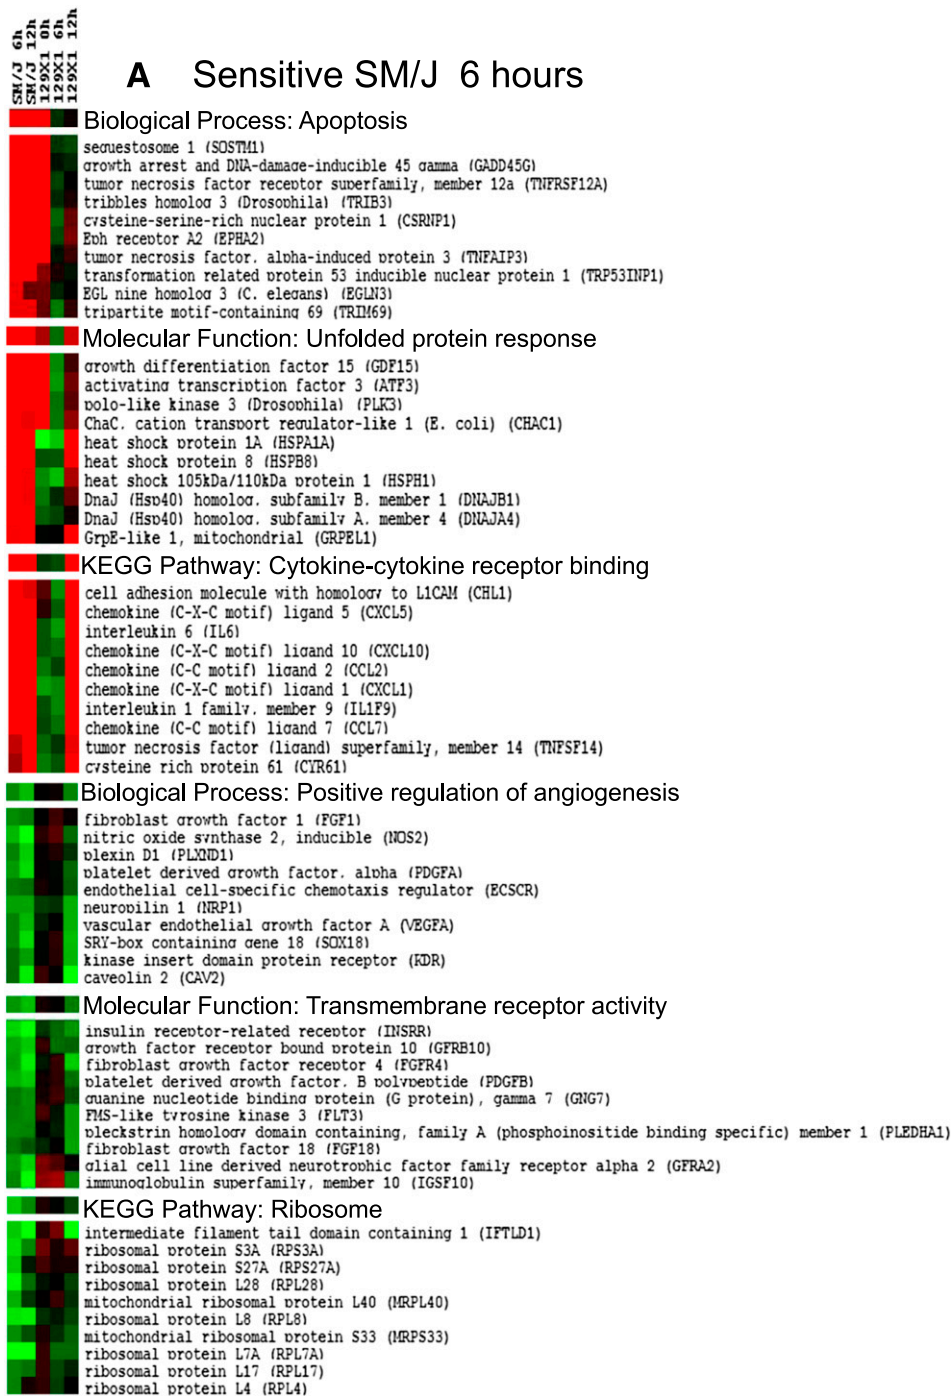 SM/J 6h
SM/J 12h
129X1 0h
129X1 6h
129X1 12h
A Sensitive SM/J 6 hours
Biological Process: Apoptosis
sequestosome 1 (SQSTM1)
growth arrest and DNA-damage-inducible 45 gamma (GADD45G)
tumor necrosis factor receptor superfamily, member 12a (TNFRSF12A)
tribbles homolog 3 (Drosophila) (TRIB3)
cysteine-serine-rich nuclear protein 1 (CSRNP1)
Eph receptor A2 (EPHA2)
tumor necrosis factor, alpha-induced protein 3 (TNFAIP3)
transformation related protein 53 inducible nuclear protein 1 (TRP53INP1)
EGL nine homolog 3 (C. elegans) (EGLN3)
tripartite motif-containing 69 (TRIM69)
Molecular Function: Unfolded protein response
growth differentiation factor 15 (GDF15)
activating transcription factor 3 (ATF3)
polo-like kinase 3 (Drosophila) (PLK3)
ChaC, cation transport regulator-like 1 (E. coli) (CHAC1)
heat shock protein 1A (HSPA1A)
heat shock protein 8 (HSPB8)
heat shock 105kDa/110kDa protein 1 (HSPH1)
DnaJ (Hsp40) homolog, subfamily B, member 1 (DNAJB1)
DnaJ (Hsp40) homolog, subfamily A, member 4 (DNAJA4)
GrpE-like 1, mitochondrial (GRPEL1)
KEGG Pathway: Cytokine-cytokine receptor binding
cell adhesion molecule with homology to L1CAM (CHL1)
chemokine (C-X-C motif) ligand 5 (CXCL5)
interleukin 6 (IL6)
chemokine (C-X-C motif) ligand 10 (CXCL10)
chemokine (C-C motif) ligand 2 (CCL2)
chemokine (C-X-C motif) ligand 1 (CXCL1)
interleukin 1 family, member 9 (IL1F9)
chemokine (C-C motif) ligand 7 (CCL7)
tumor necrosis factor (ligand) superfamily, member 14 (TNFSF14)
cysteine rich protein 61 (CYR61)
Biological Process: Positive regulation of angiogenesis
fibroblast growth factor 1 (FGF1)
nitric oxide synthase 2, inducible (NOS2)
plexin D1 (PLXND1)
platelet derived growth factor, alpha (PDGFA)
endothelial cell-specific chemotaxis regulator (ECSCR)
neuropilin 1 (NRP1)
vascular endothelial growth factor A (VEGFA)
SRY-box containing gene 18 (SOX18)
kinase insert domain protein receptor (KDR)
caveolin 2 (CAV2)
Molecular Function: Transmembrane receptor activity
insulin receptor-related receptor (INSRR)
growth factor receptor bound protein 10 (GFRB10)
fibroblast growth factor receptor 4 (FGFR4)
platelet derived growth factor, B polypeptide (PDGFB)
guanine nucleotide binding protein (G protein), gamma 7 (GNG7)
FMS-like tyrosine kinase 3 (FLT3)
pleckstrin homology domain containing, family A (phosphoinositide binding specific) member 1 (PLEDHA1)
fibroblast growth factor 18 (FGF18)
glial cell line derived neurotrophic factor family receptor alpha 2 (GFRA2)
immunoglobulin superfamily, member 10 (IGSF10)
KEGG Pathway: Ribosome
intermediate filament tail domain containing 1 (IFTLD1)
ribosomal protein S3A (RPS3A)
ribosomal protein S27A (RPS27A)
ribosomal protein L28 (RPL28)
mitochondrial ribosomal protein L40 (MRPL40)
ribosomal protein L8 (RPL8)
mitochondrial ribosomal protein S33 (MRPS33)
ribosomal protein L7A (RPL7A)
ribosomal protein L17 (RPL17)
ribosomal protein L4 (RPL4)